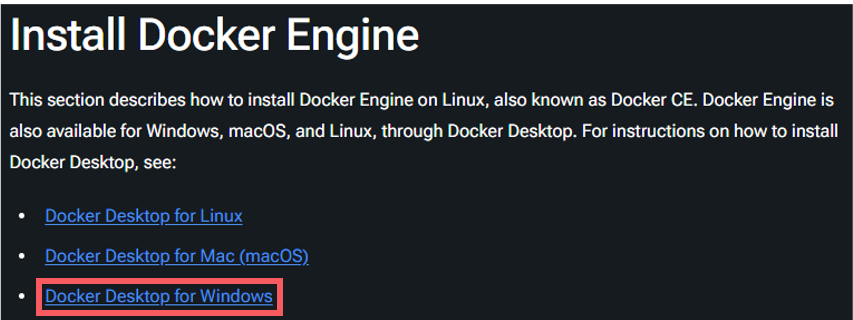 Install Docker Engine
This section describes how to install Docker Engine on Linux, also known as Docker CE. Docker Engine is
also available for Windows, macOS, and Linux, through Docker Desktop. For instructions on how to install
Docker Desktop, see:
• Docker Desktop for Linux
• Docker Desktop for Mac (macOS)
• Docker Desktop for Windows